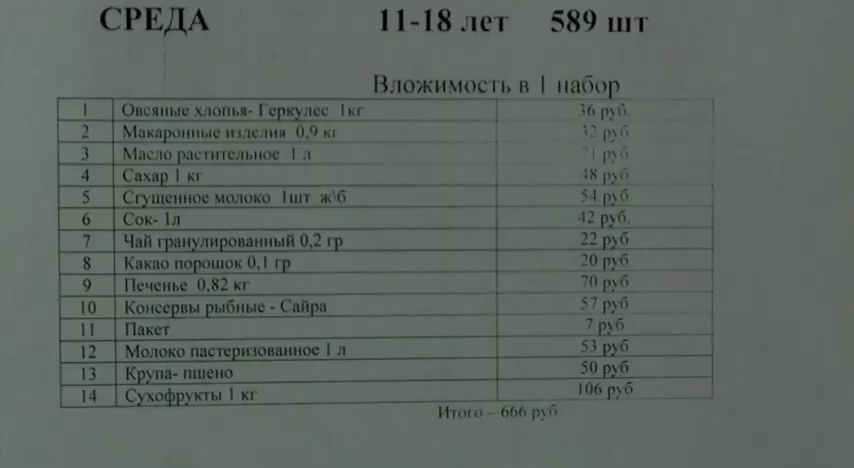 СРЕДА 11-18 лет 589 шт
Вложимость в 1 набор
1 Овсяные хлопья- Геркулес 1кг 36 руб.
2 Макаронные изделия 0,9 кг 32 руб
3 Масло растительное 1 л 71 руб
4 Сахар 1 кг 48 руб
5 Сгущенное молоко 1шт ж\б 54 руб
6 Сок- 1л 42 руб.
7 Чай гранулированный 0,2 гр 22 руб
8 Какао порошок 0,1 гр 20 руб
9 Печенье 0,82 кг 70 руб
10 Консервы рыбные - Сайра 57 руб
11 Пакет 7 руб
12 Молоко пастеризованное 1 л 53 руб
13 Крупа- пшено 50 руб
14 Сухофрукты 1 кг 106 руб
Итого – 666 руб